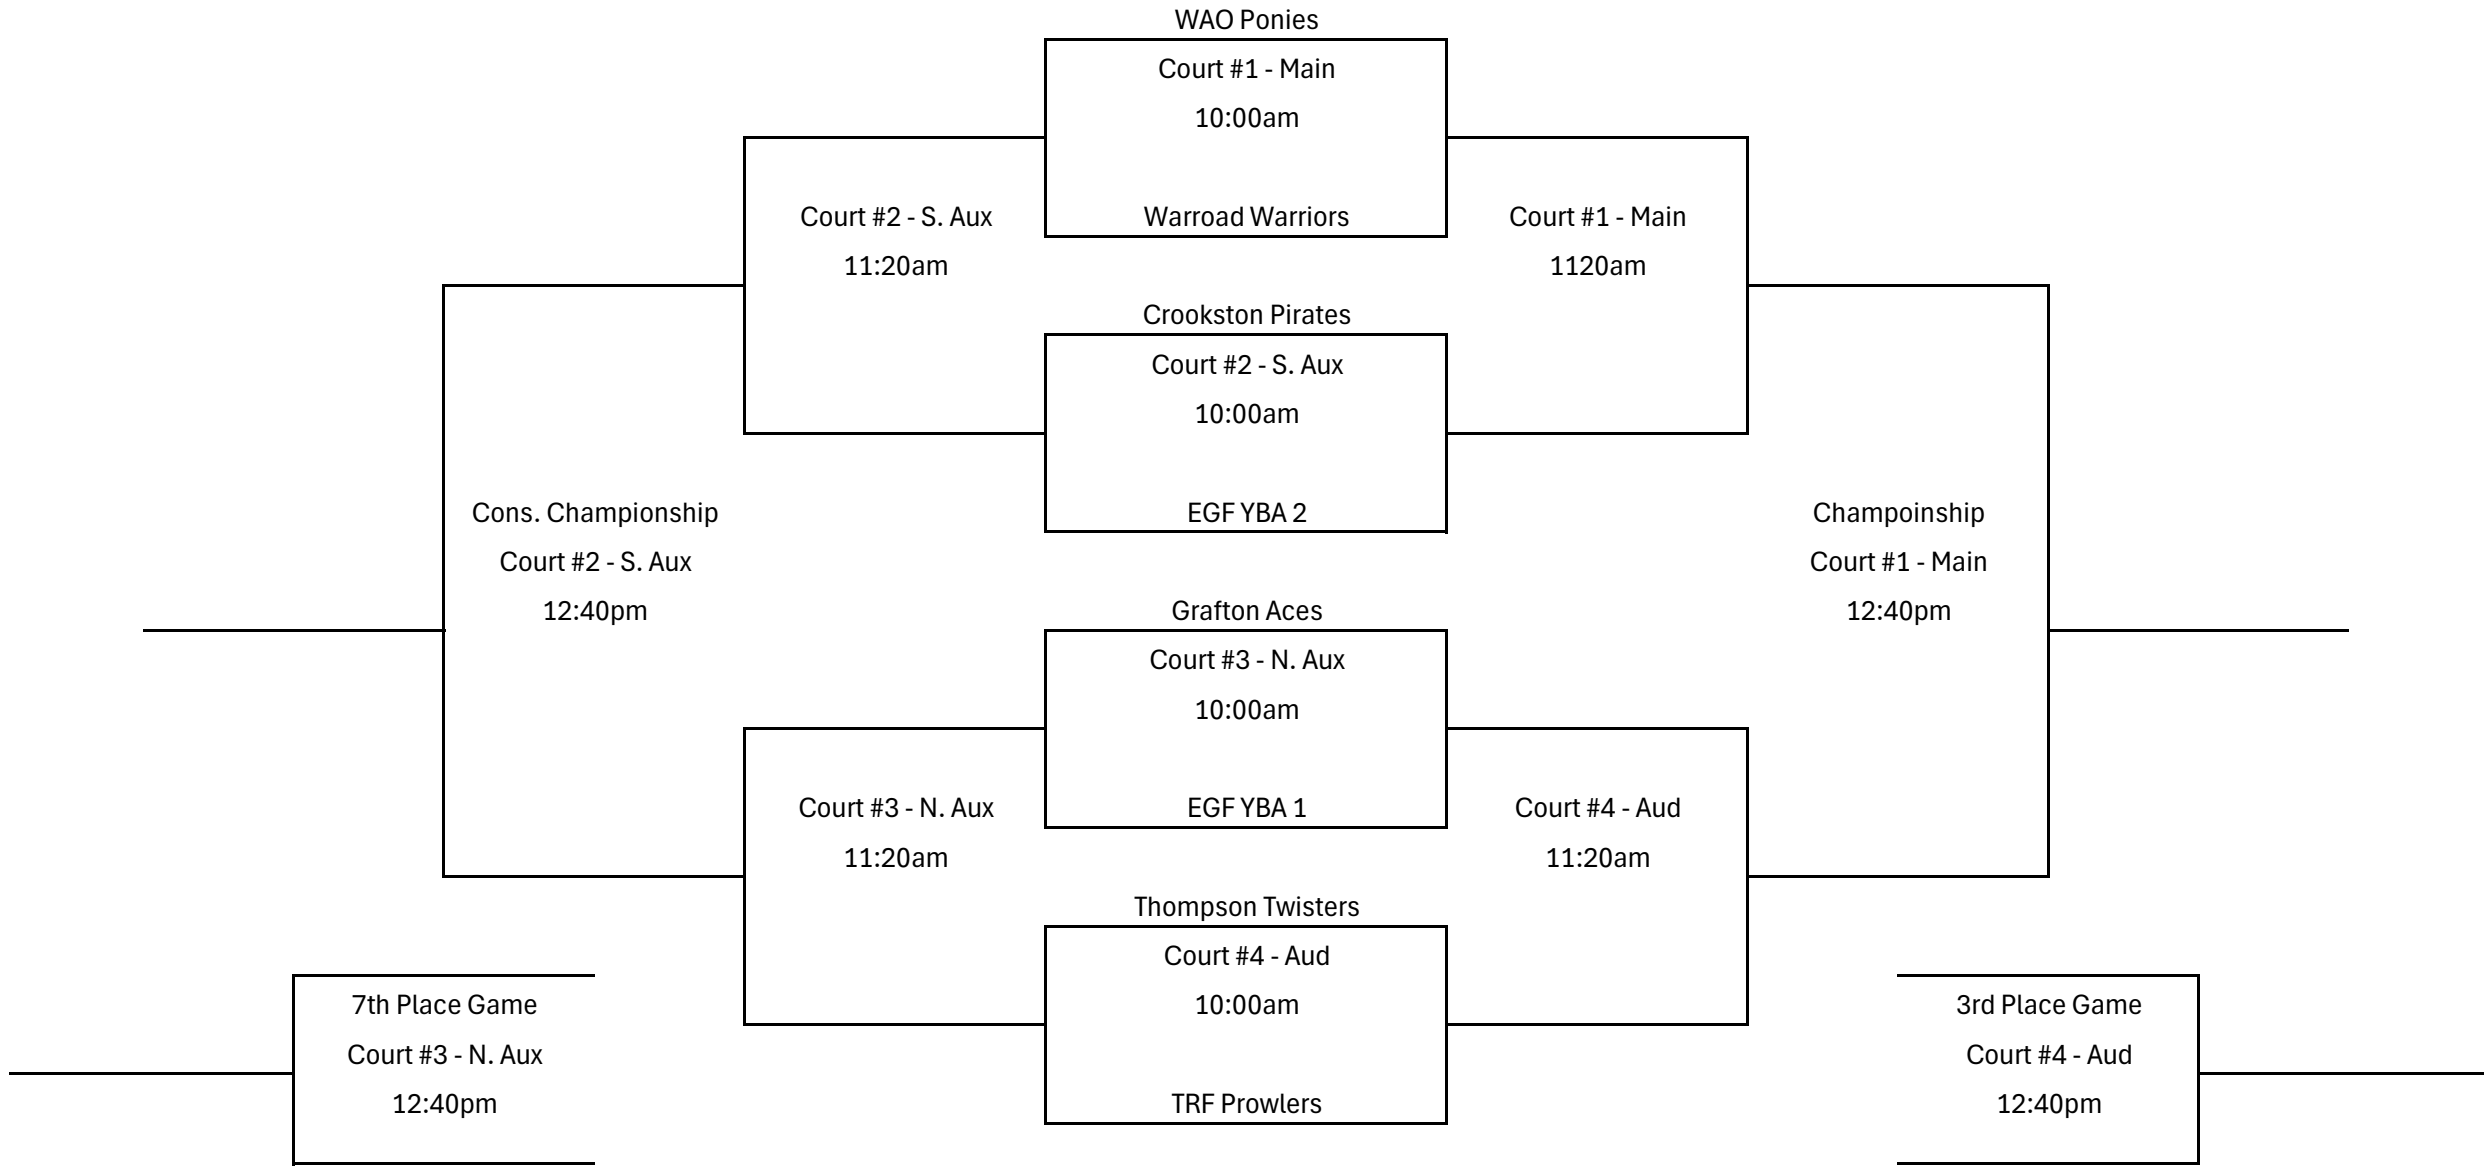 WAO Ponies
Court #1 - Main
10:00am
Warroad Warriors
Court #2 - S. Aux
11:20am
Court #1 - Main
1120am
Crookston Pirates
Court #2 - S. Aux
10:00am
EGF YBA 2
Cons. Championship
Court #2 - S. Aux
12:40pm
Champoinship
Court #1 - Main
12:40pm
Grafton Aces
Court #3 - N. Aux
10:00am
EGF YBA 1
Court #3 - N. Aux
11:20am
Court #4 - Aud
11:20am
Thompson Twisters
Court #4 - Aud
10:00am
TRF Prowlers
7th Place Game
Court #3 - N. Aux
12:40pm
3rd Place Game
Court #4 - Aud
12:40pm